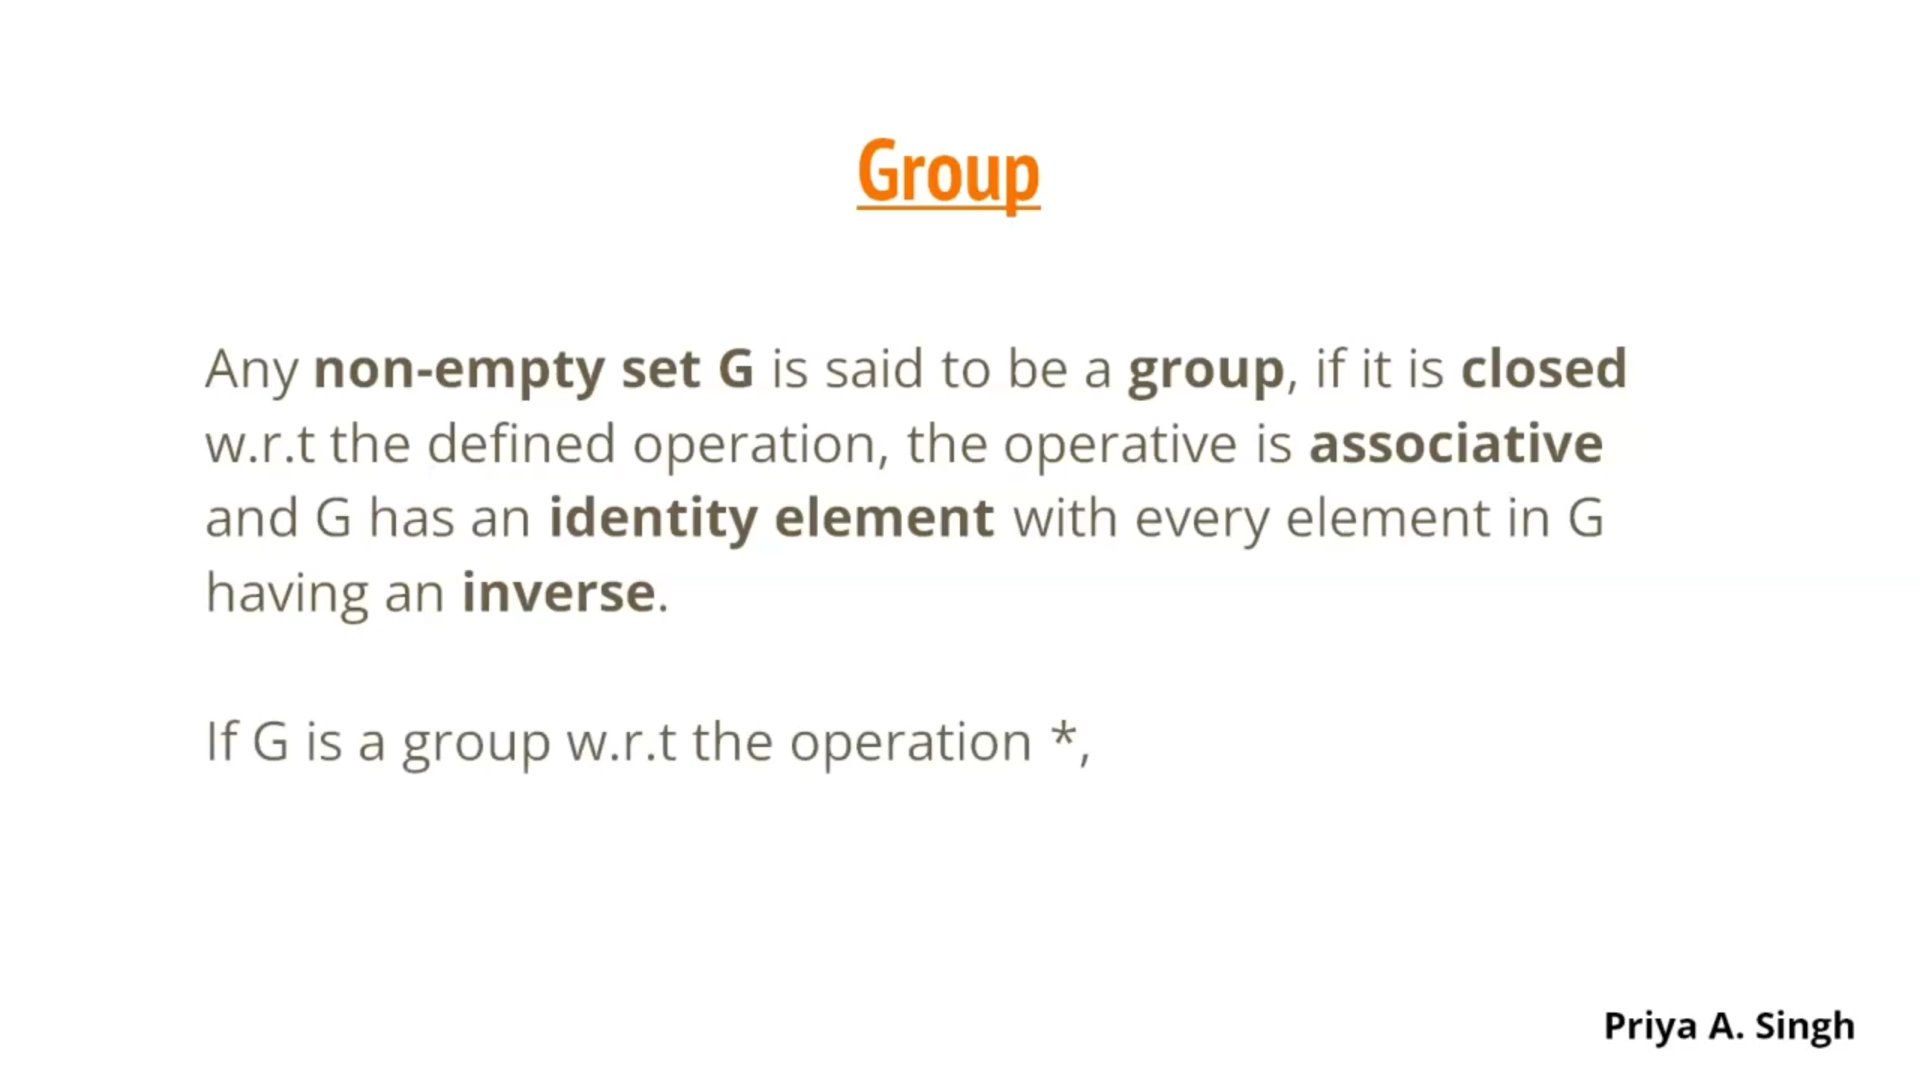 Group
Any non-empty set G is said to be a group, if it is closed
w.r.t the defined operation, the operative is associative
and G has an identity element with every element in G
having an inverse.
If G is a group w.r.t the operation *,
Priya A. Singh